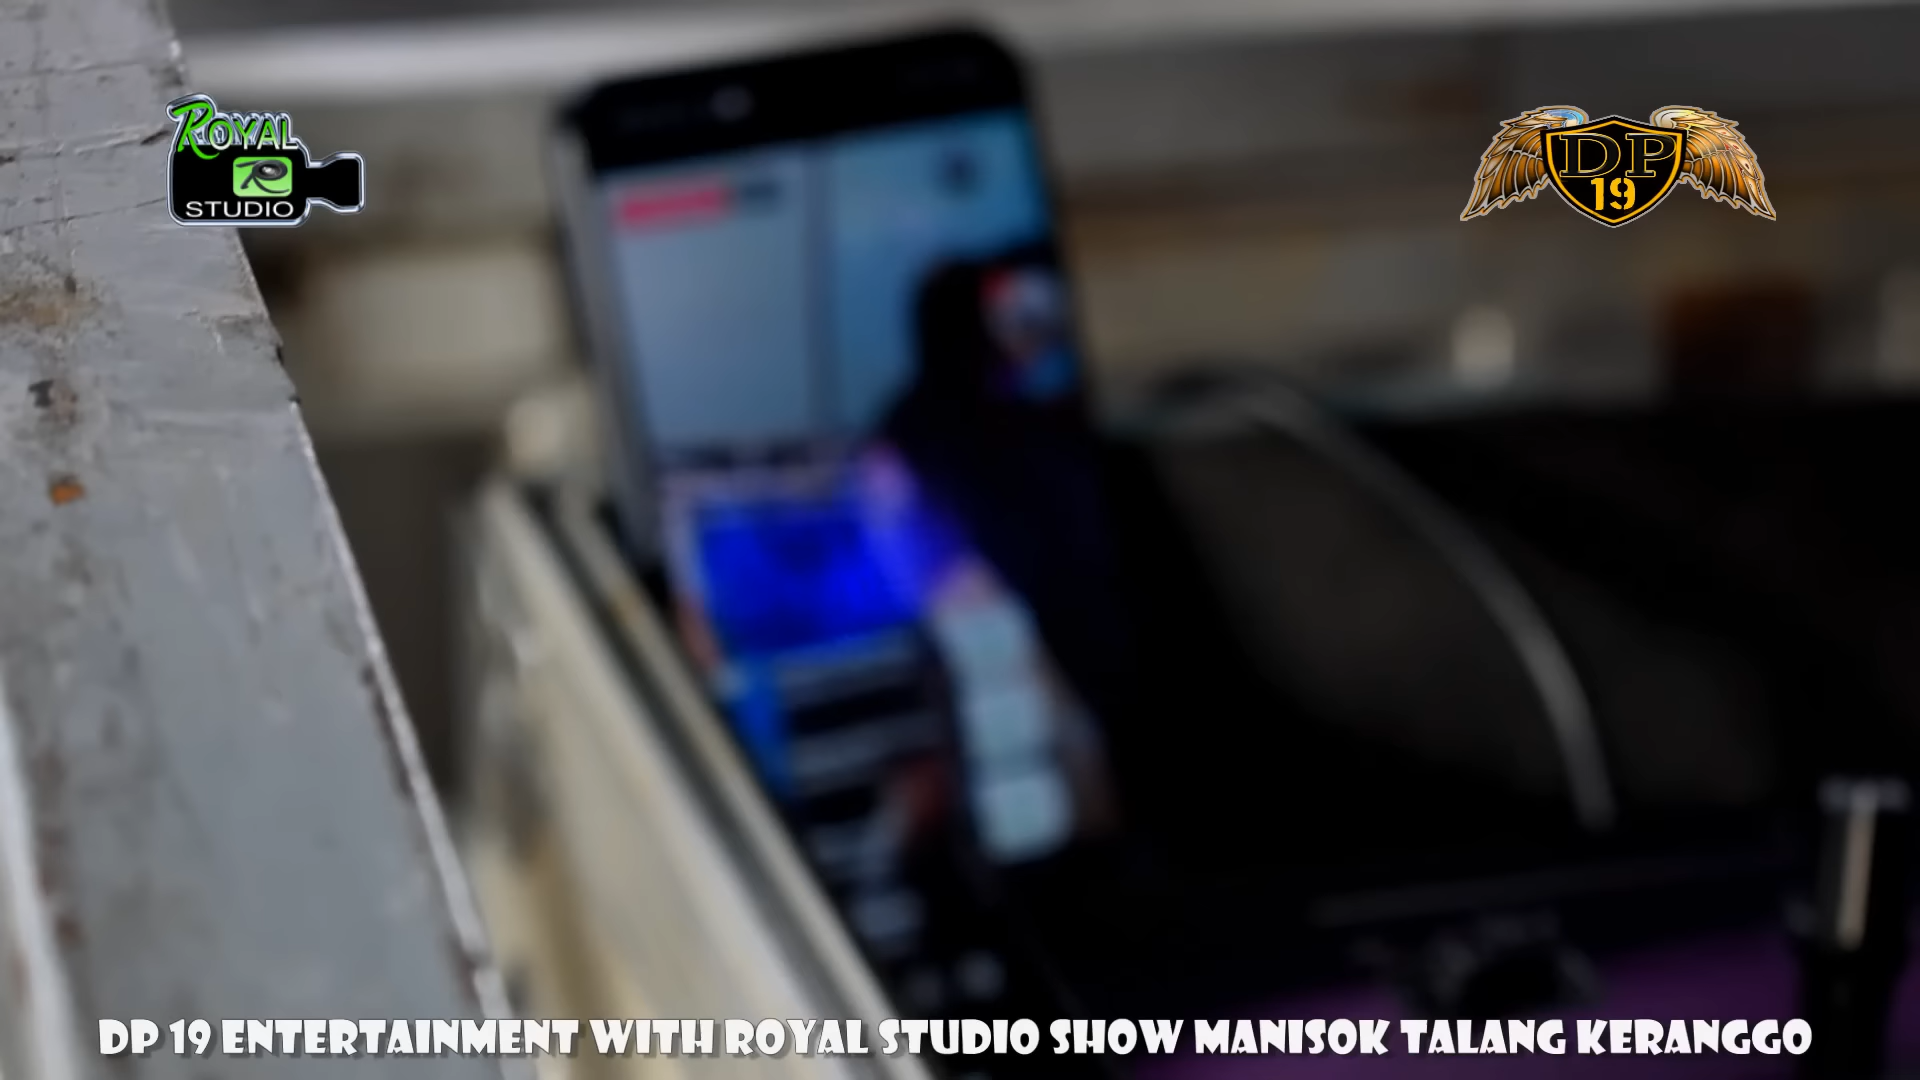 ROYAL
R
STUDIO
DP
19
DP 19 ENTERTAINMENT WITH ROYAL STUDIO SHOW MANISOK TALANG KERANGGO